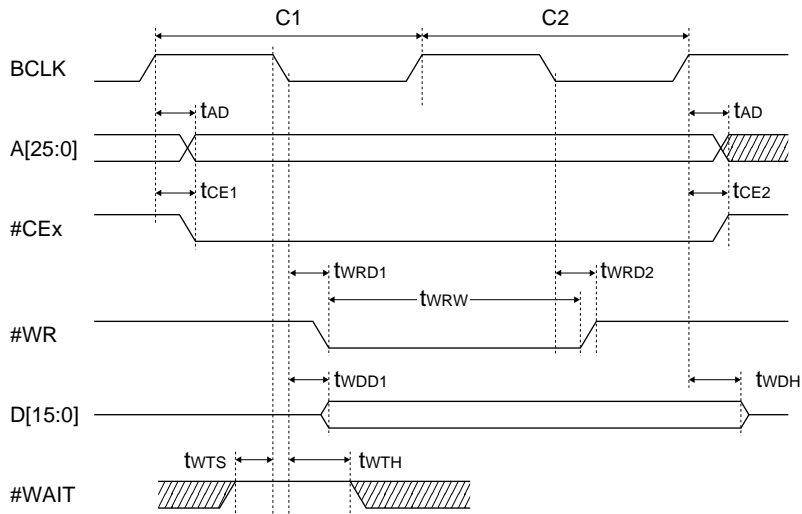 C1 C2
BCLK
tAD tAD
A[25:0]
tCE1 tCE2
#CEx
tWRD1 tWRD2
tWRW
#WR
tWDD1 tWDH
D[15:0]
tWTS tWTH
#WAIT